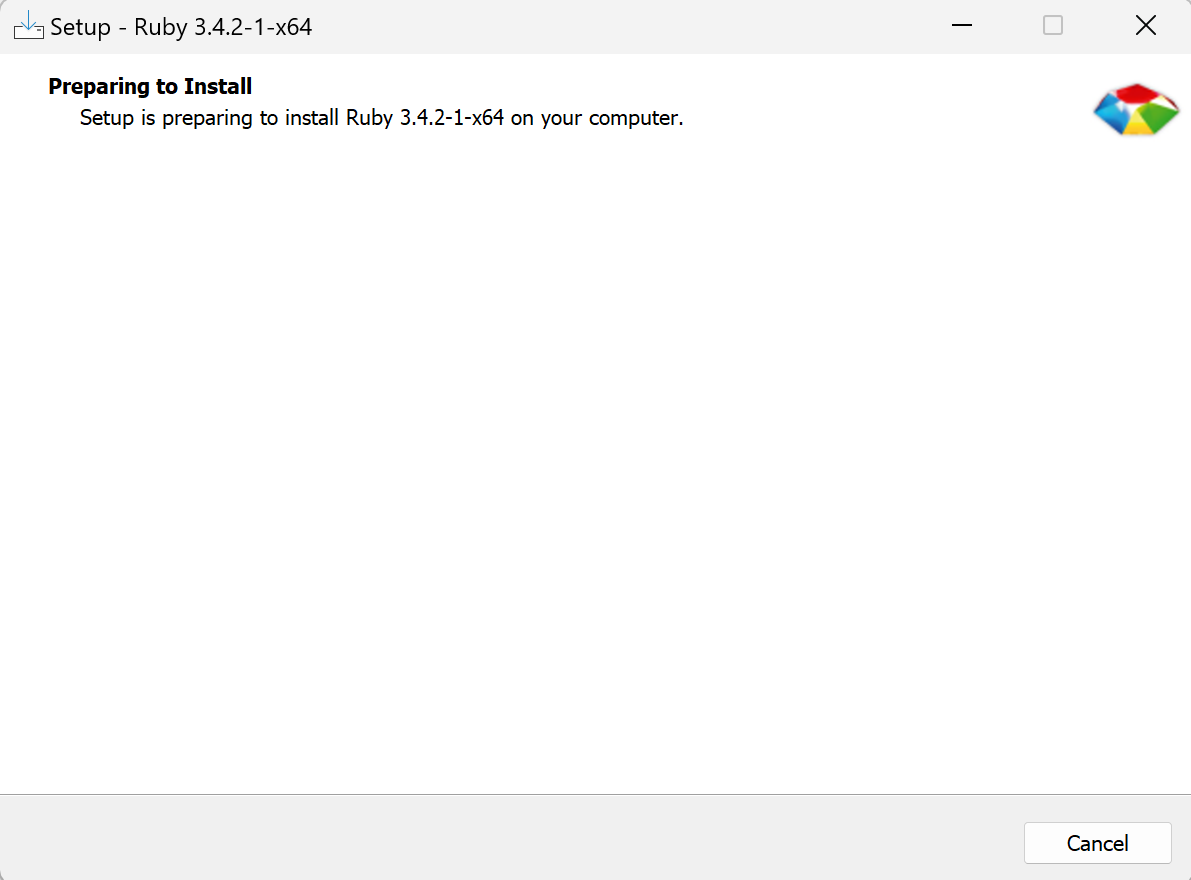 Setup - Ruby 3.4.2-1-x64
Preparing to Install
Setup is preparing to install Ruby 3.4.2-1-x64 on your computer.
Cancel